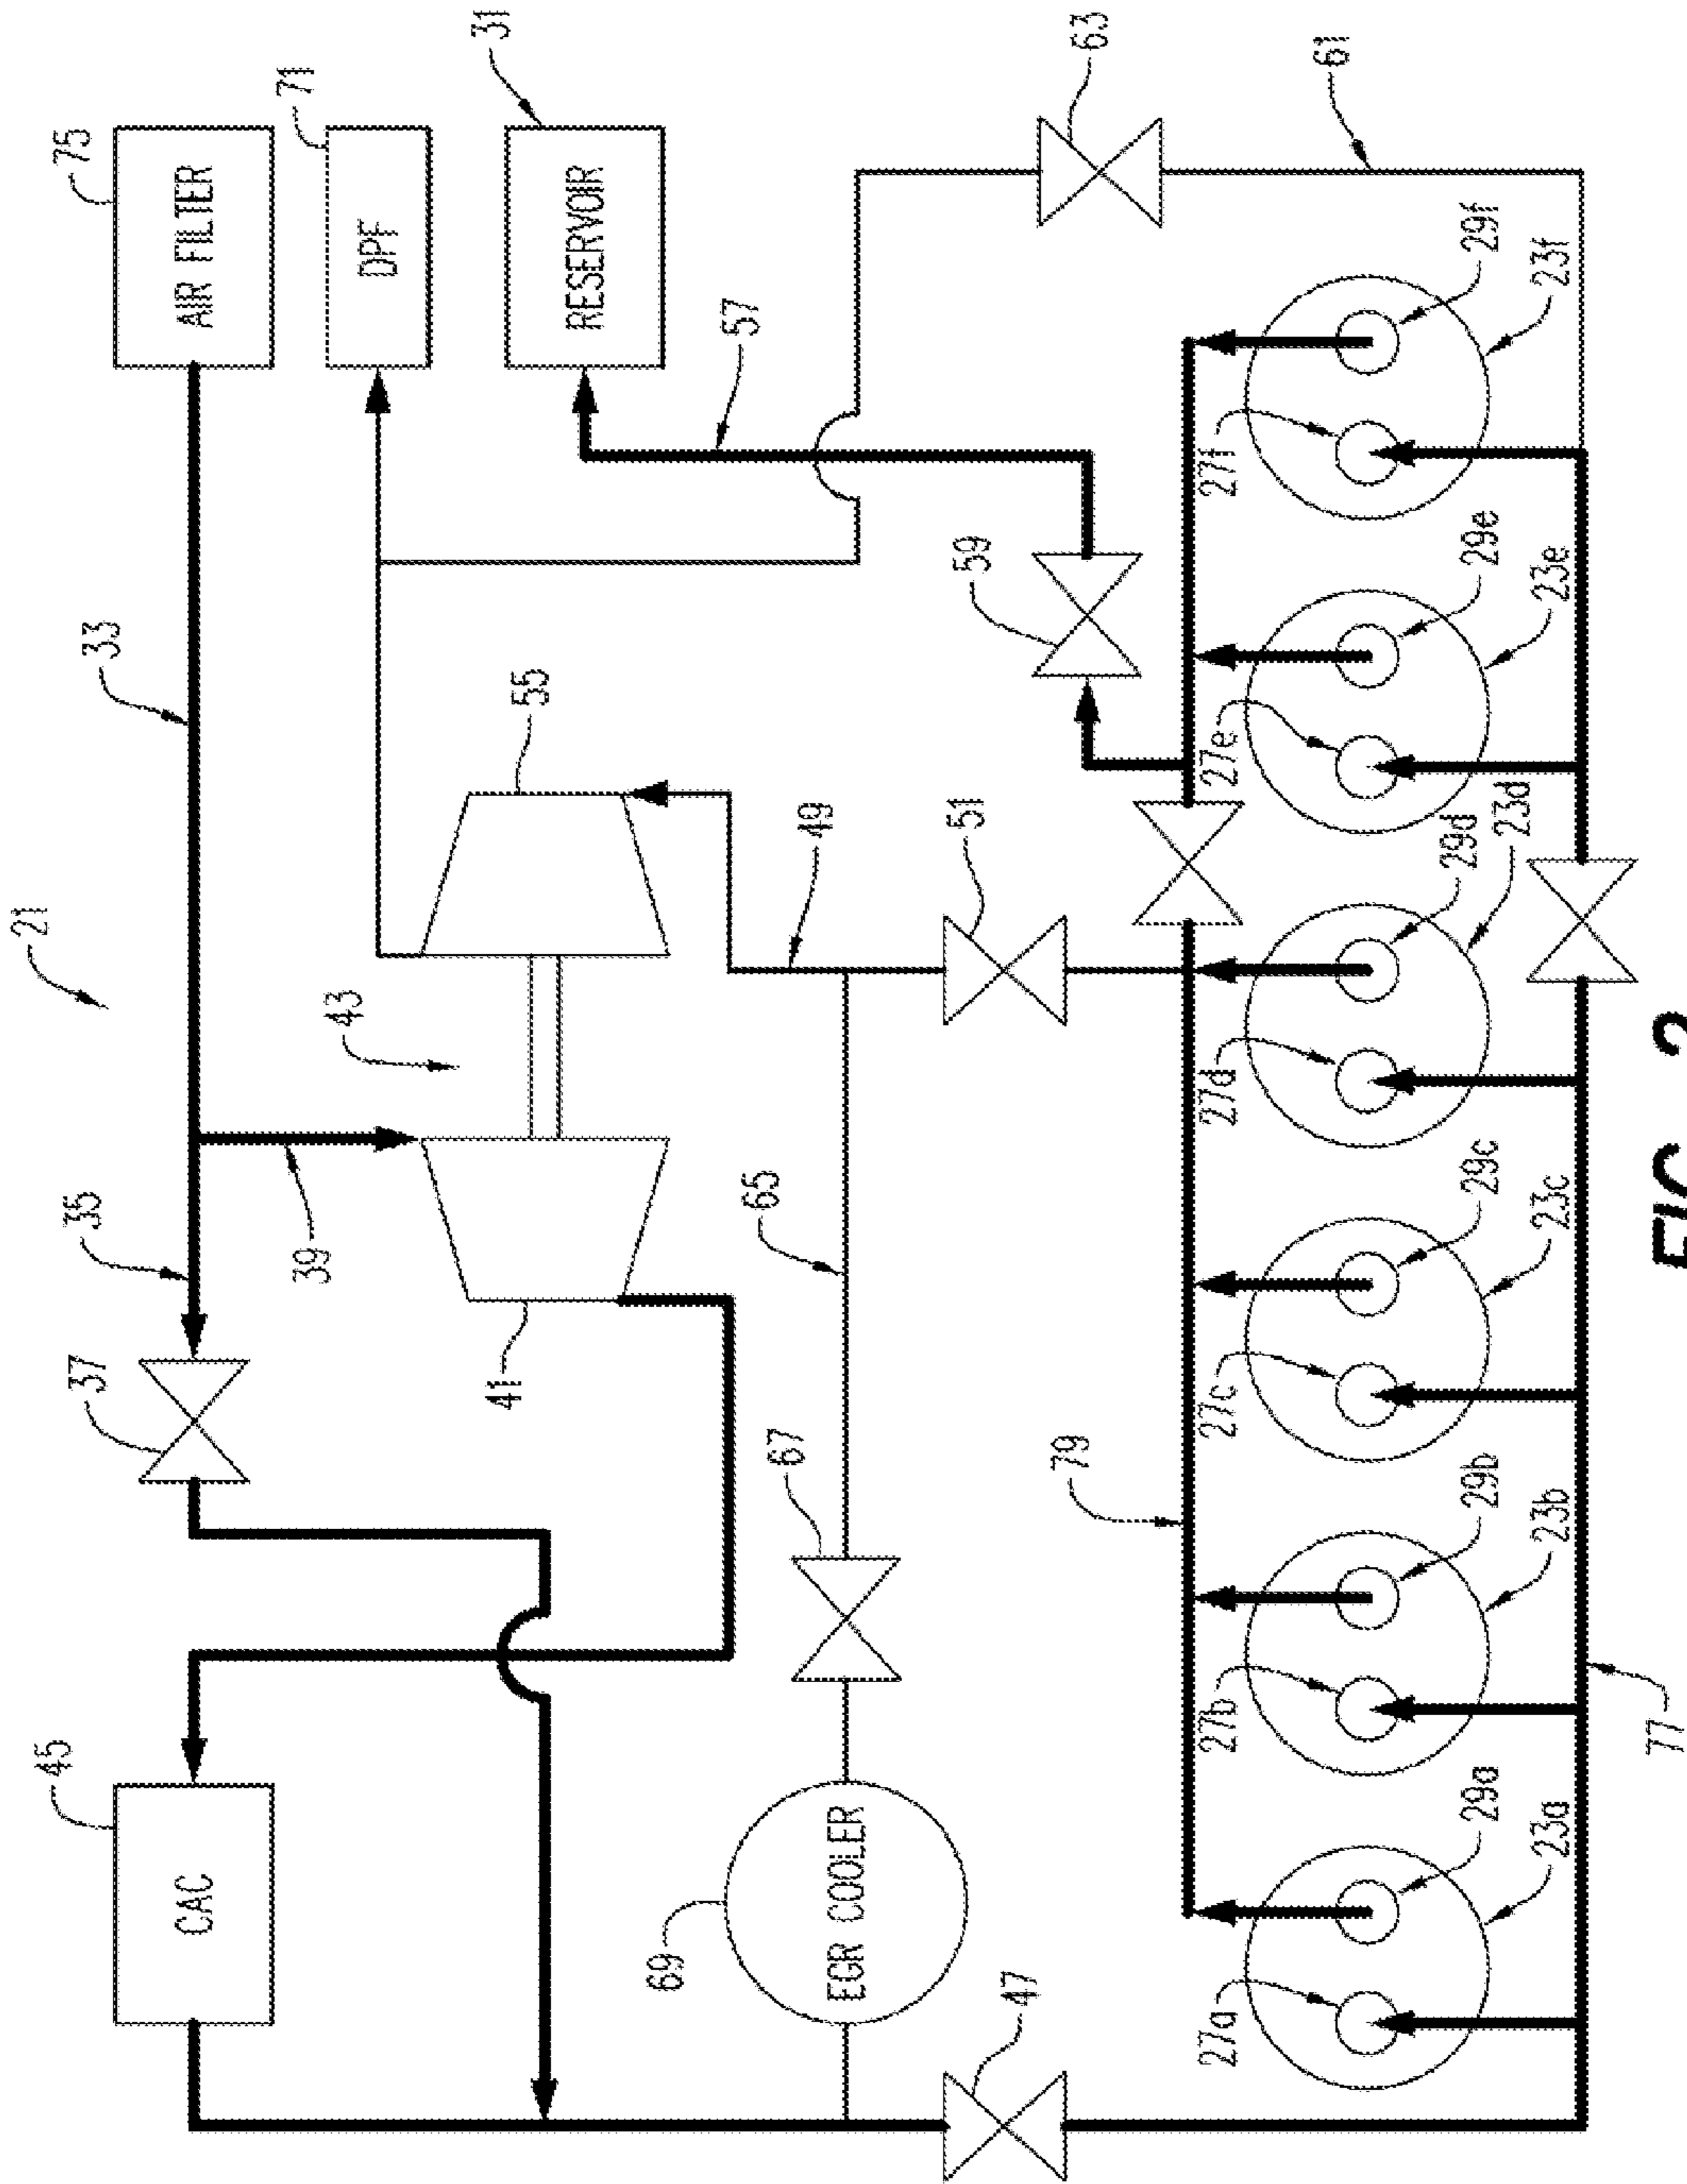 21
45
CAC
37
35
33
75
AIR FILTER
39
43
41
55
71
DPF
31
RESERVOIR
57
69
EGR COOLER
67
65
49
51
59
63
47
79
61
27a
29a
23a
27b
29b
23b
27c
29c
23c
27d
29d
23d
27e
29e
23e
27f
29f
23f
77
FIG. 2